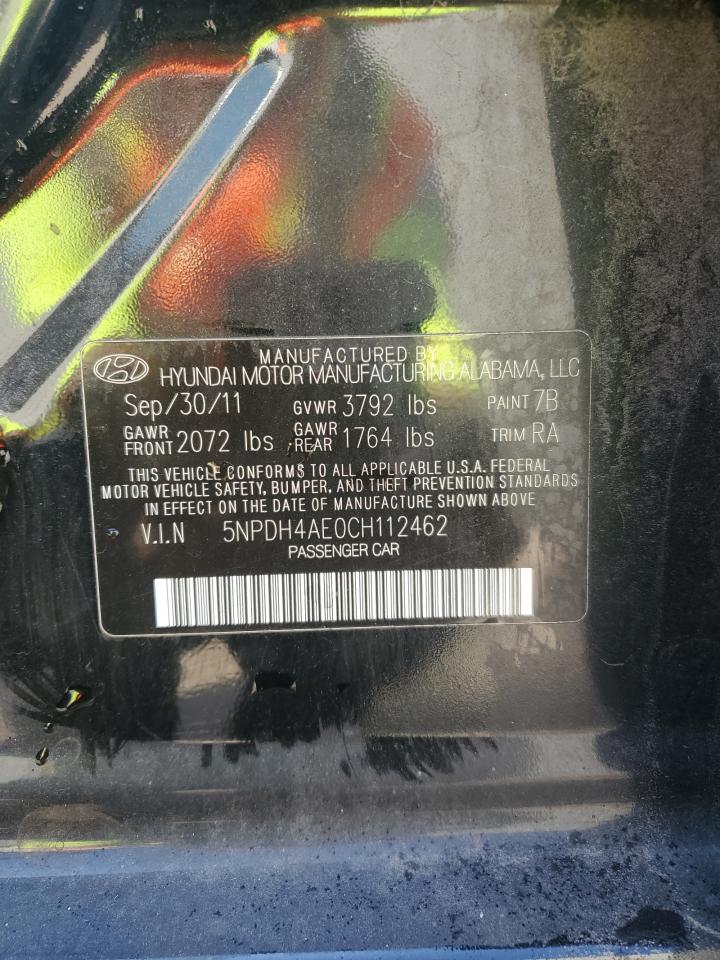 MANUFACTURED BY
HYUNDAI MOTOR MANUFACTURING ALABAMA, LLC
Sep/30/11 GVWR 3792 lbs PAINT 7B
GAWR FRONT 2072 lbs GAWR REAR 1764 lbs TRIM RA
THIS VEHICLE CONFORMS TO ALL APPLICABLE U.S.A. FEDERAL
MOTOR VEHICLE SAFETY, BUMPER, AND THEFT PREVENTION STANDARDS
IN EFFECT ON THE DATE OF MANUFACTURE SHOWN ABOVE
V.I.N 5NPDH4AE0CH112462
PASSENGER CAR